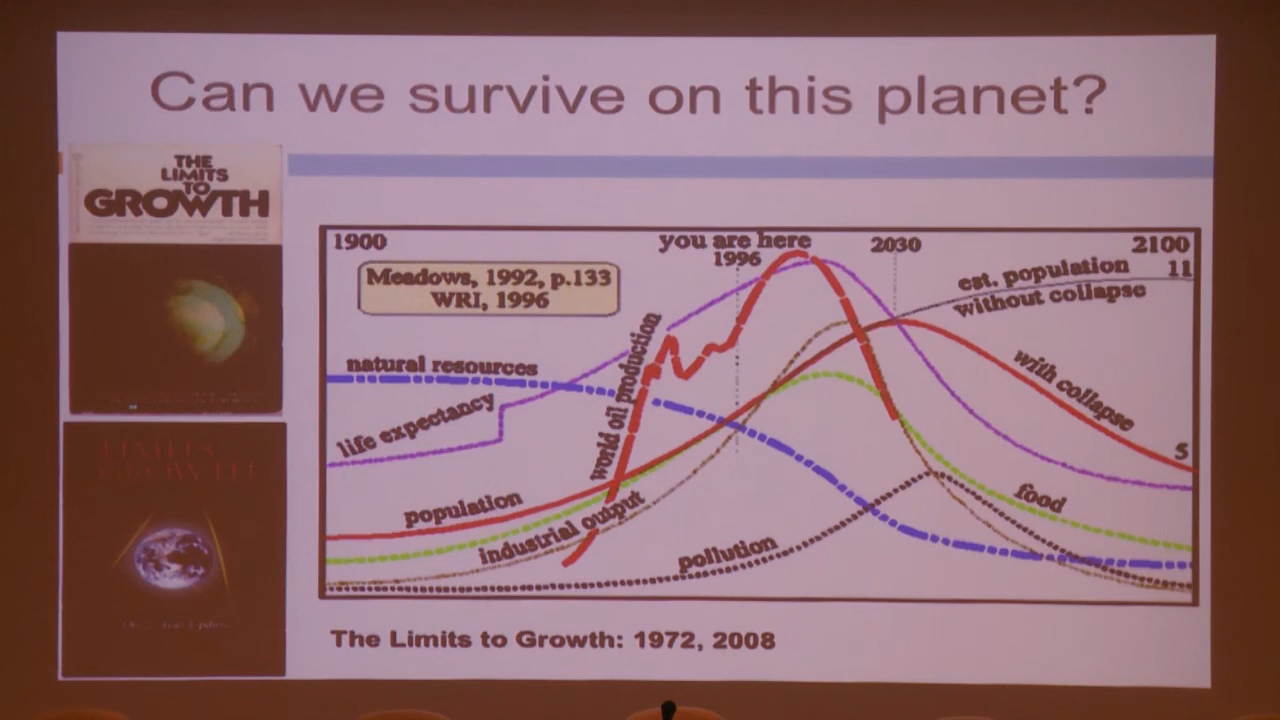 Can we survive on this planet?
THE
LIMITS
TO
GROWTH
1900
you are here
1996
2030
2100
Meadows, 1992, p.133
WRI, 1996
est. population
11
without collapse
natural resources
world oil production
life expectancy
with collapse
5
population
industrial output
food
pollution
The Limits to Growth: 1972, 2008